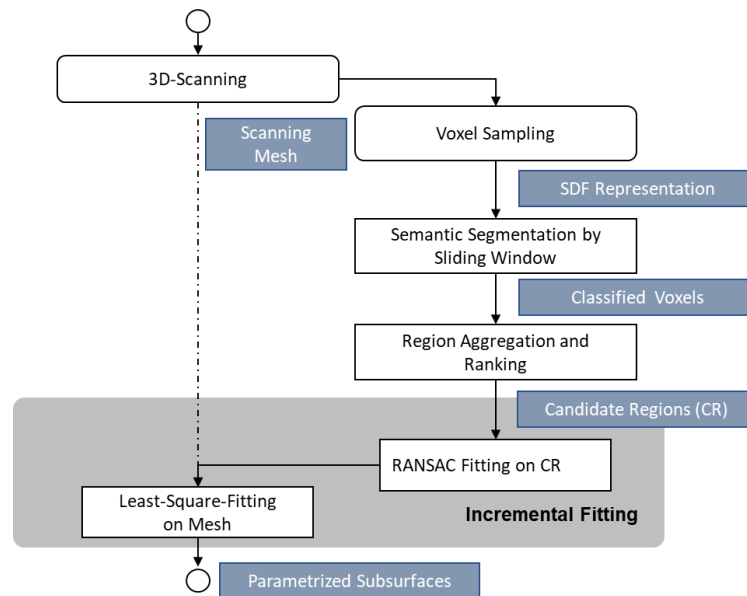 3D-Scanning
Scanning
Mesh
Voxel Sampling
SDF Representation
Semantic Segmentation by
Sliding Window
Classified Voxels
Region Aggregation and
Ranking
Candidate Regions (CR)
RANSAC Fitting on CR
Least-Square-Fitting
on Mesh
Incremental Fitting
Parametrized Subsurfaces